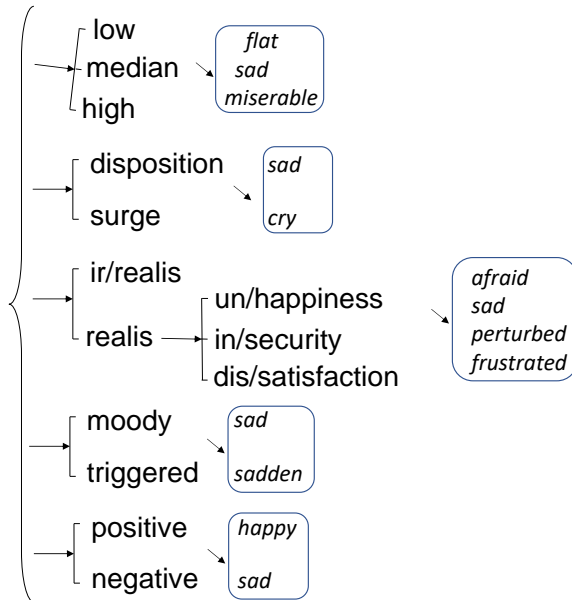 low
flat
median
sad
high
miserable
disposition
sad
surge
cry
ir/realis
afraid
un/happiness
sad
realis
in/security
perturbed
dis/satisfaction
frustrated
moody
sad
triggered
sadden
positive
happy
negative
sad